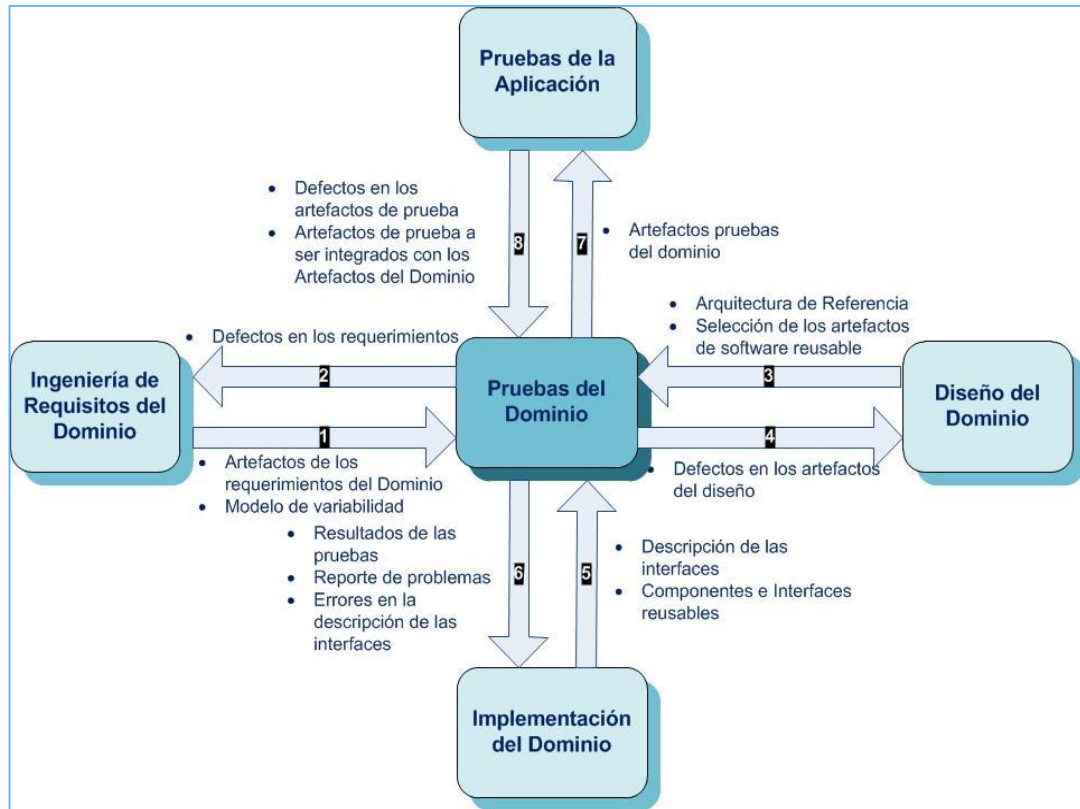 Pruebas de la
Aplicación
• Defectos en los
artefactos de prueba
• Artefactos de prueba a
ser integrados con los
Artefactos del Dominio
8
7
• Artefactos pruebas
del dominio
• Arquitectura de Referencia
• Selección de los artefactos
de software reusable
• Defectos en los requerimientos
Ingeniería de
Requisitos del
Dominio
2
Pruebas del
Dominio
3
Diseño del
Dominio
1
4
• Artefactos de los
requerimientos del Dominio
• Modelo de variabilidad
• Defectos en los artefactos
del diseño
• Resultados de las
pruebas
• Reporte de problemas
• Errores en la
descripción de las
interfaces
6
5
• Descripción de las
interfaces
• Componentes e Interfaces
reusables
Implementación
del Dominio